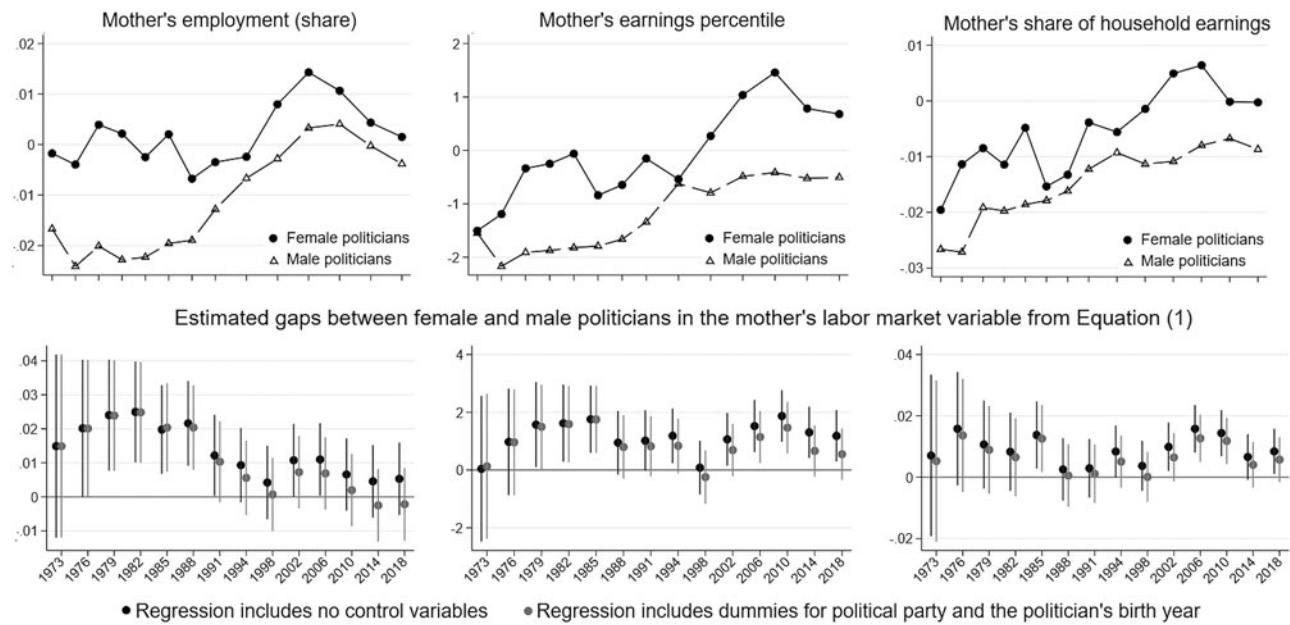 Mother's employment (share)
.02
.01
0
-.01
-.02
Female politicians
Male politicians
Mother's earnings percentile
2
1
0
-1
-2
Female politicians
Male politicians
Mother's share of household earnings
.01
0
-.01
-.02
-.03
Female politicians
Male politicians
Estimated gaps between female and male politicians in the mother's labor market variable from Equation (1)
.04
.03
.02
.01
0
-.01
1973 1976 1979 1982 1985 1988 1991 1994 1998 2002 2006 2010 2014 2018
4
2
0
-2
1973 1976 1979 1982 1985 1988 1991 1994 1998 2002 2006 2010 2014 2018
.04
.02
0
-.02
1973 1976 1979 1982 1985 1988 1991 1994 1998 2002 2006 2010 2014 2018
Regression includes no control variables
Regression includes dummies for political party and the politician's birth year